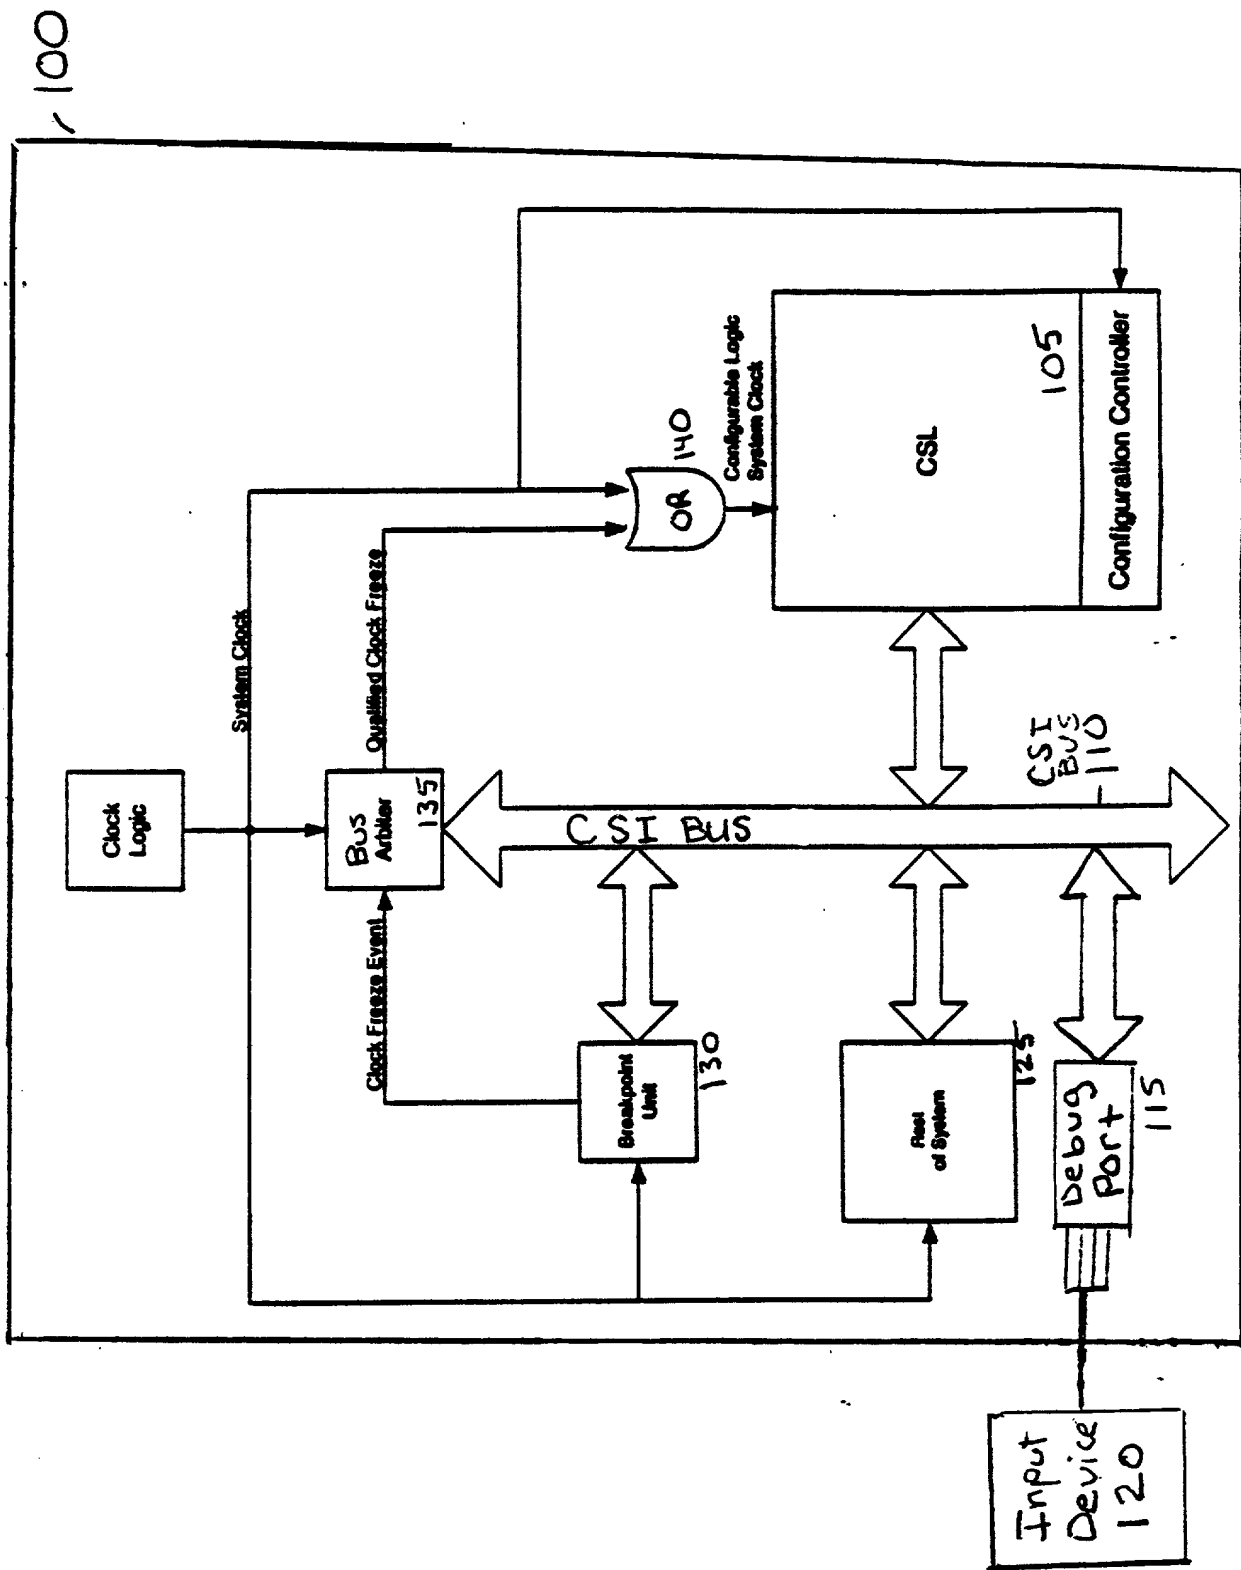 100
Clock
Logic
System Clock
Bus
Arbiter
135
Clock Freeze Event
Qualified Clock Freeze
OR
140
Configurable Logic
System Clock
CSL
105
Configuration Controller
CSI BUS
CSI
BUS
110
Breakpoint
Unit
130
Rest
of System
125
Debug
Port
115
Input
Device
120